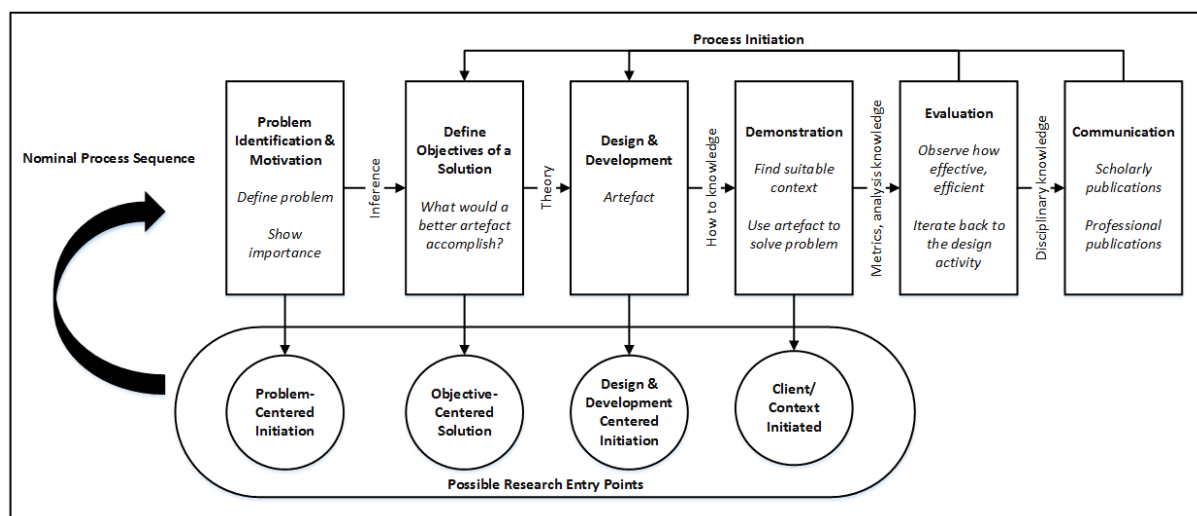 Process Initiation
Nominal Process Sequence
Problem
Identification &
Motivation
Define problem
Show
importance
Inference
Define
Objectives of a
Solution
What would a
better artefact
accomplish?
Theory
Design &
Development
Artefact
How to knowledge
Demonstration
Find suitable
context
Use artefact to
solve problem
Metrics, analysis knowledge
Evaluation
Observe how
effective,
efficient
Iterate back to
the design
activity
Disciplinary knowledge
Communication
Scholarly
publications
Professional
publications
Problem-
Centered
Initiation
Objective-
Centered
Solution
Design &
Development
Centered
Initiation
Client/
Context
Initiated
Possible Research Entry Points